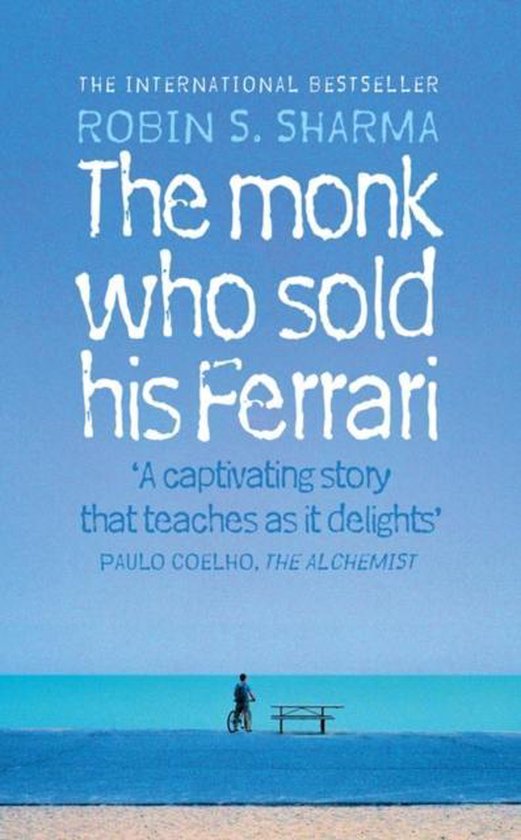 THE INTERNATIONAL BESTSELLER
ROBIN S. SHARMA
The monk
who sold
his Ferrari
‘A captivating story
that teaches as it delights’
PAULO COELHO, THE ALCHEMIST